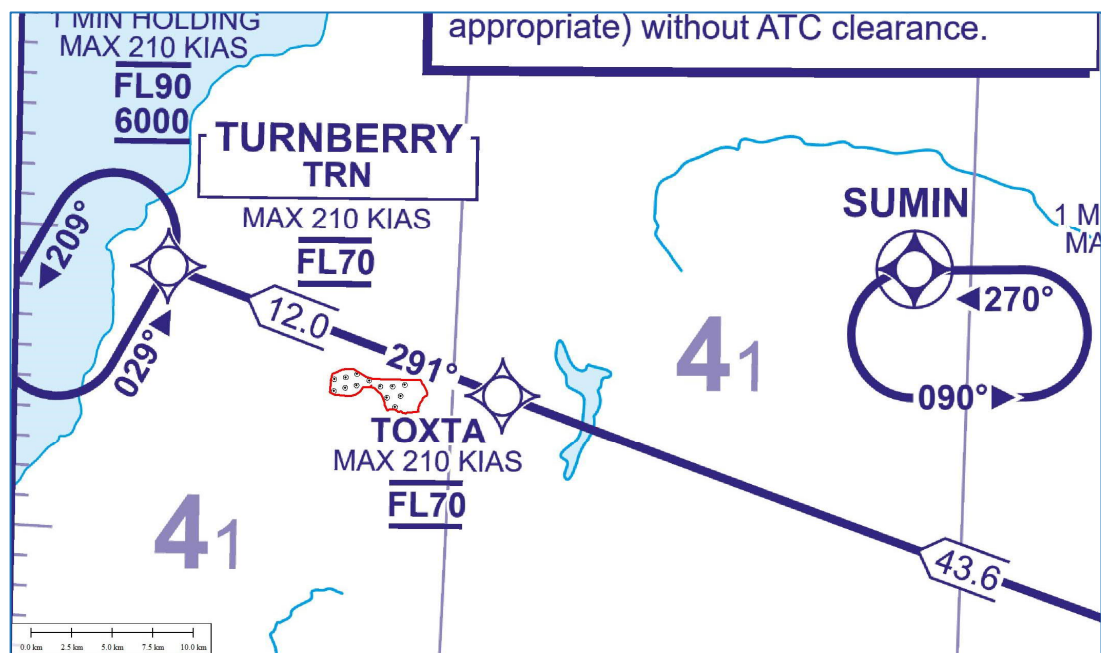 1 MIN HOLDING
MAX 210 KIAS
FL90
6000
appropriate) without ATC clearance.
TURNBERRY
TRN
MAX 210 KIAS
FL70
209°
029°
12.0
291°
TOXTA
MAX 210 KIAS
FL70
SUMIN
1 M
MA
270°
090°
41
41
43.6
0.0 km 2.5 km 5.0 km 7.5 km 10.0 km